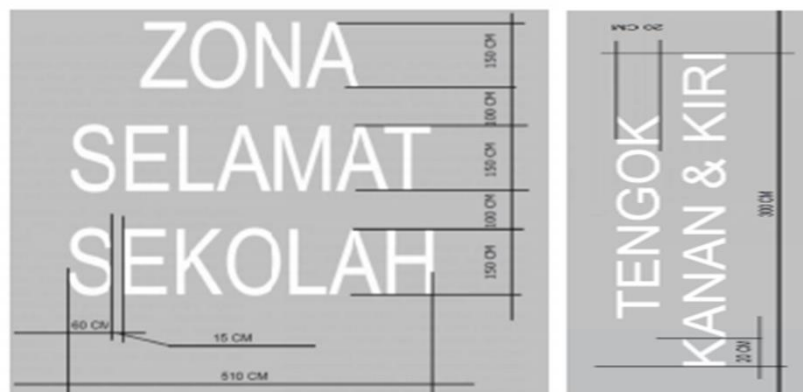 ZONA
150 CM
100 CM
SELAMAT
150 CM
100 CM
SEKOLAH
150 CM
60 CM
15 CM
510 CM
20 CM
TENGOK
KANAN & KIRI
300 CM
20 CM